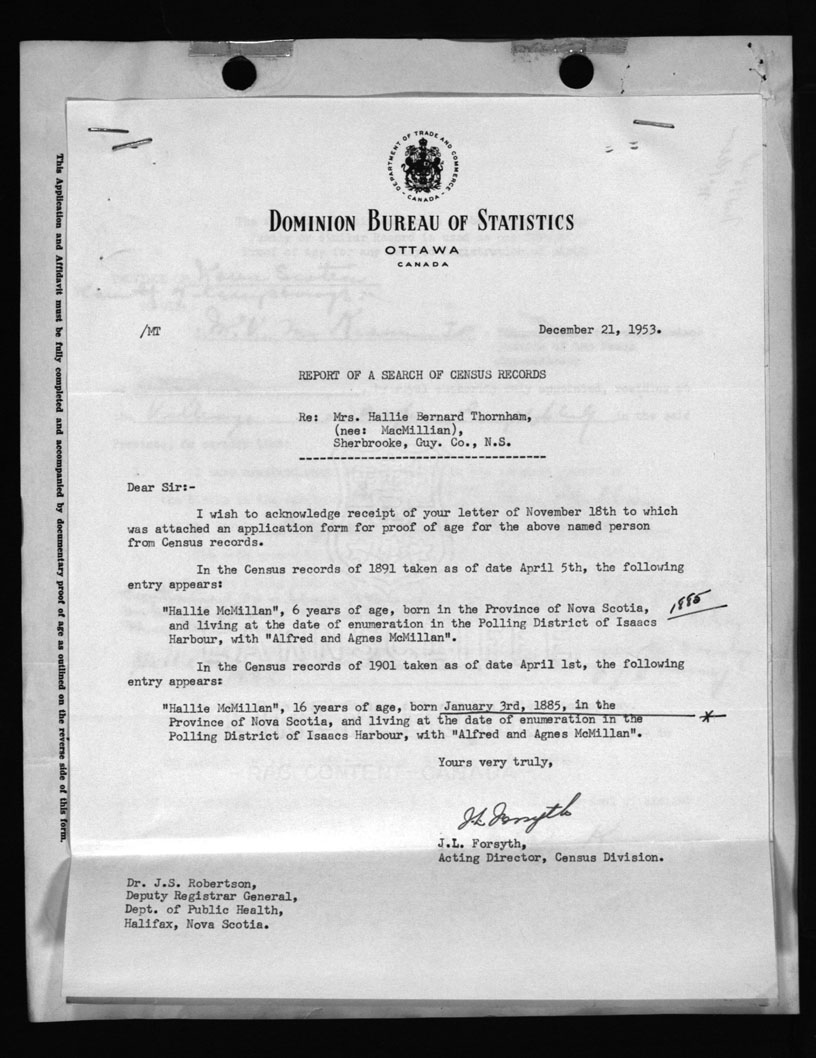 DEPARTMENT OF TRADE AND COMMERCE
CANADA
DOMINION BUREAU OF STATISTICS
OTTAWA
CANADA
/MT
December 21, 1953.
REPORT OF A SEARCH OF CENSUS RECORDS
Re: Mrs. Hallie Bernard Thornham,
(nee: MacMillian),
Sherbrooke, Guy. Co., N.S.
Dear Sir:-
I wish to acknowledge receipt of your letter of November 18th to which
was attached an application form for proof of age for the above named person
from Census records.
In the Census records of 1891 taken as of date April 5th, the following
entry appears:
"Hallie McMillan", 6 years of age, born in the Province of Nova Scotia,
1885
and living at the date of enumeration in the Polling District of Isaacs
Harbour, with "Alfred and Agnes McMillan".
In the Census records of 1901 taken as of date April 1st, the following
entry appears:
"Hallie McMillan", 16 years of age, born January 3rd, 1885, in the
Province of Nova Scotia, and living at the date of enumeration in the
Polling District of Isaacs Harbour, with "Alfred and Agnes McMillan".
Yours very truly,
J L Forsyth
J.L. Forsyth,
Acting Director, Census Division.
Dr. J.S. Robertson,
Deputy Registrar General,
Dept. of Public Health,
Halifax, Nova Scotia.
This Application and Affidavit must be fully completed and accompanied by documentary proof of age as outlined on the reverse side of this form.